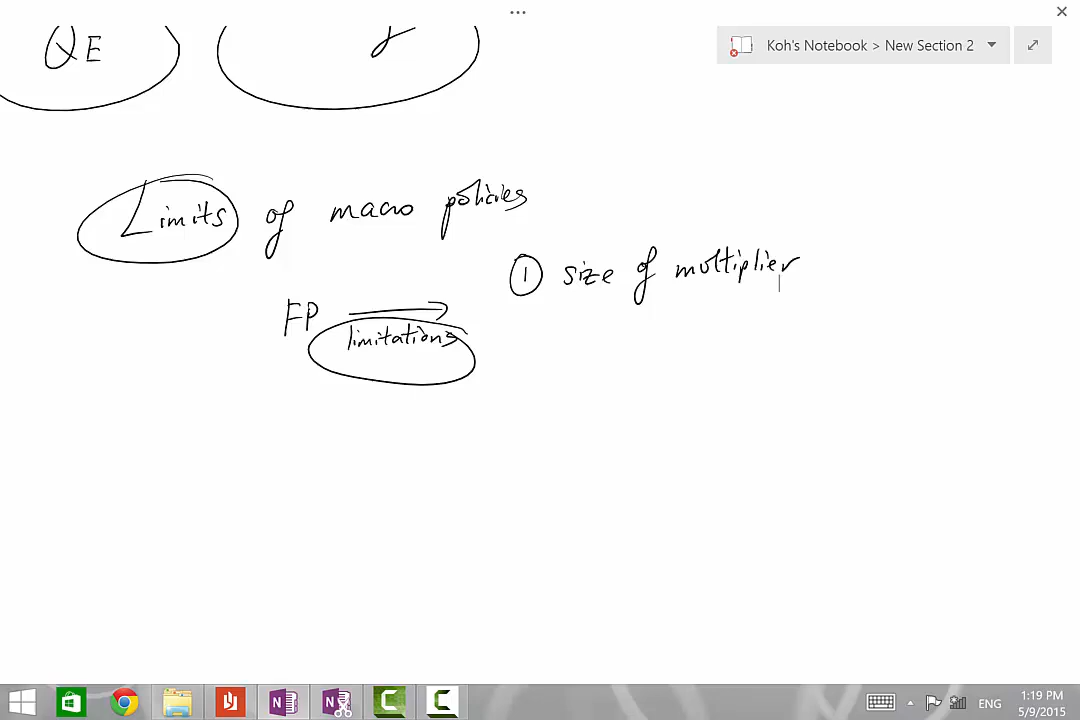 ...
Koh's Notebook > New Section 2
QE
Limits of macro policies
① size of multiplier
FP
limitations
ENG
1:19 PM
5/9/2015